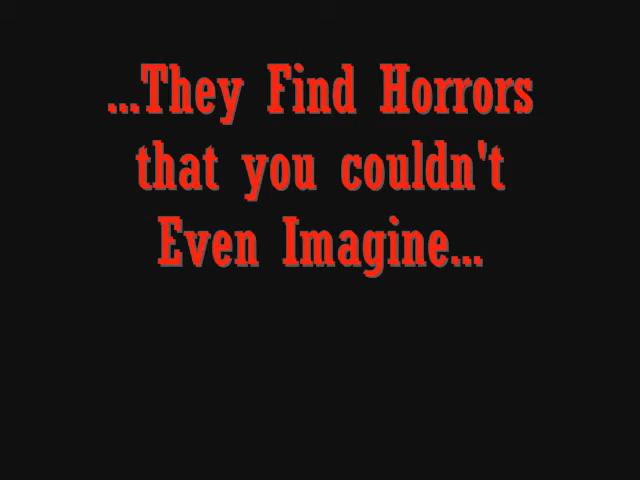 ...They Find Horrors
that you couldn't
Even Imagine...